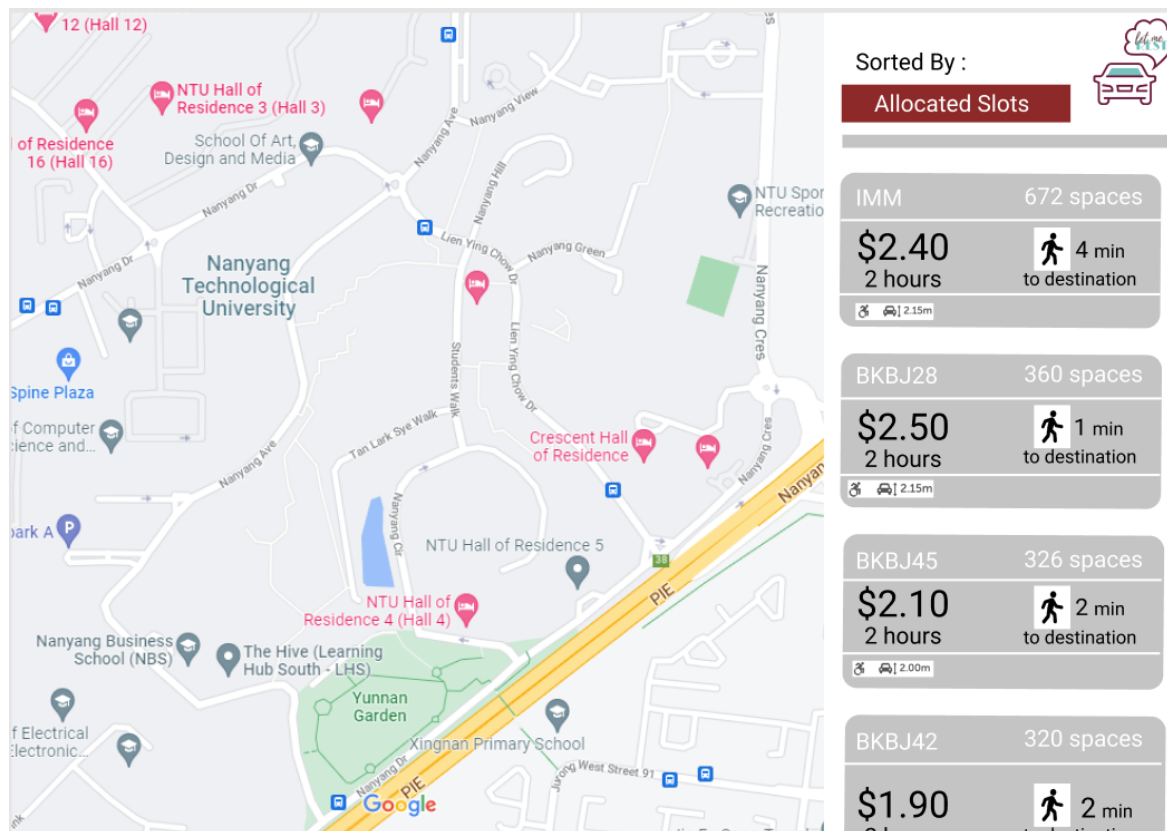 12 (Hall 12)
NTU Hall of
Residence 3 (Hall 3)
l of Residence
16 (Hall 16)
School Of Art,
Design and Media
Nanyang Ave
Nanyang View
Nanyang Dr
Nanyang Hill
NTU Spor
Recreatio
Lien Ying Chow Dr
Nanyang Green
Nanyang Dr
Nanyang
Technological
University
Nanyang Cres
Lien Ying Chow Dr
Students Walk
Spine Plaza
of Computer
cience and...
Tan Lark Sye Walk
Crescent Hall
of Residence
Nanyang Cres
Nanyang Ave
Nanyang
park A
P
Nanyang Cir
NTU Hall of Residence 5
38
PIE
NTU Hall of
Residence 4 (Hall 4)
Nanyang Business
School (NBS)
The Hive (Learning
Hub South - LHS)
Yunnan
Garden
f Electrical
lectronic...
Xingnan Primary School
Nanyang Dr
PIE
Jurong West Street 91
Google
let me
Sorted By :
Allocated Slots
IMM 672 spaces
$2.40 4 min
2 hours to destination
2.15m
BKBJ28 360 spaces
$2.50 1 min
2 hours to destination
2.15m
BKBJ45 326 spaces
$2.10 2 min
2 hours to destination
2.00m
BKBJ42 320 spaces
$1.90 2 min